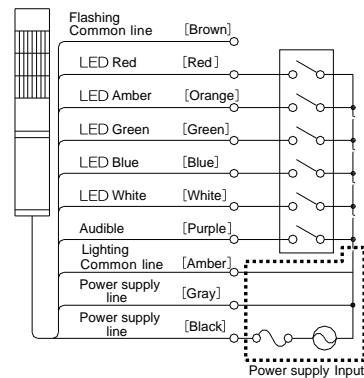 Flashing
Common line [Brown]
LED Red [Red]
LED Amber [Orange]
LED Green [Green]
LED Blue [Blue]
LED White [White]
Audible [Purple]
Lighting
Common line [Amber]
Power supply
line [Gray]
Power supply
line [Black]
Power supply Input